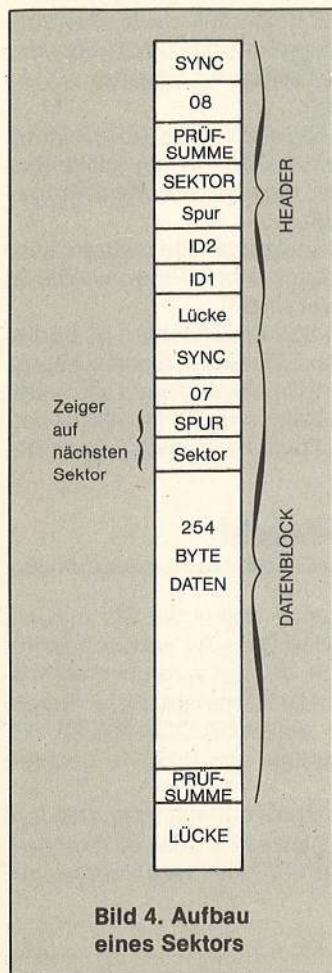 SYNC
08
PRÜF-
SUMME
SEKTOR
Spur
ID2
ID1
Lücke
HEADER
SYNC
07
SPUR
Sektor
Zeiger
auf
nächsten
Sektor
254
BYTE
DATEN
PRÜF-
SUMME
DATENBLOCK
LÜCKE
Bild 4. Aufbau
eines Sektors